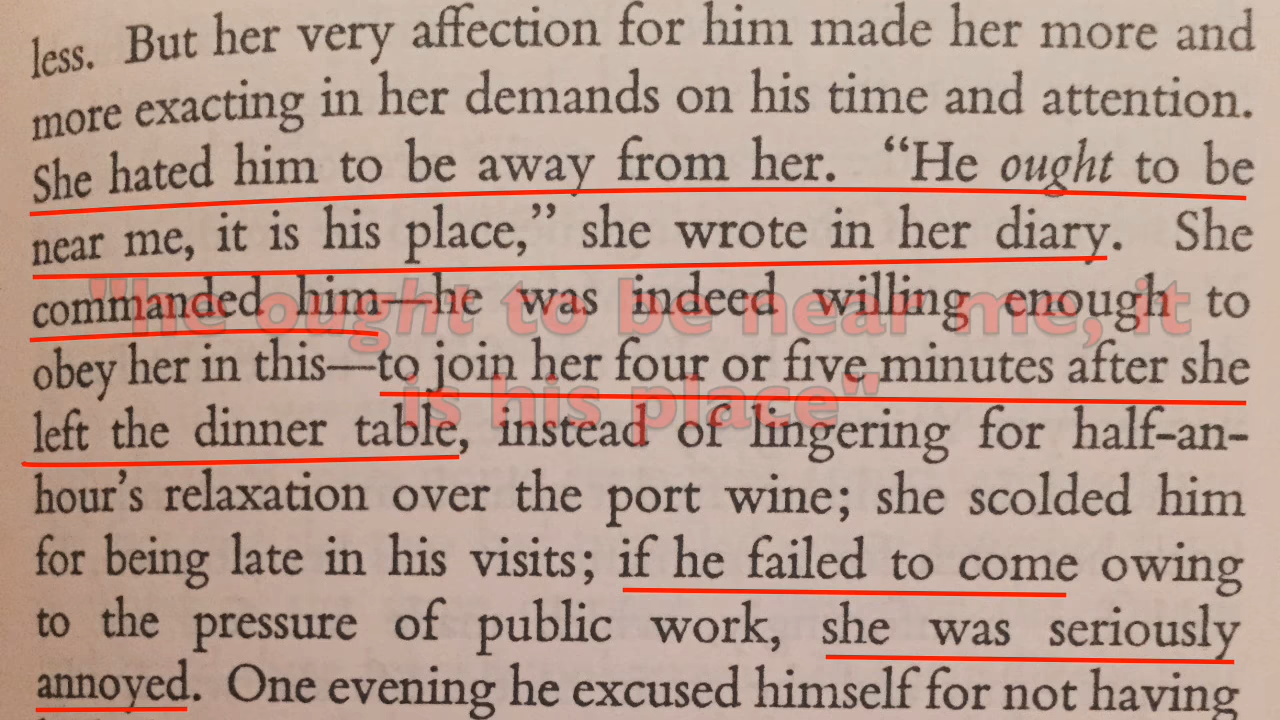 less. But her very affection for him made her more and
more exacting in her demands on his time and attention.
She hated him to be away from her. “He ought to be
near me, it is his place,” she wrote in her diary. She
commanded him—he was indeed willing enough to
"he ought to be near me, it
obey her in this—to join her four or five minutes after she
is his place"
left the dinner table, instead of lingering for half-an-
hour’s relaxation over the port wine; she scolded him
for being late in his visits; if he failed to come owing
to the pressure of public work, she was seriously
annoyed. One evening he excused himself for not having